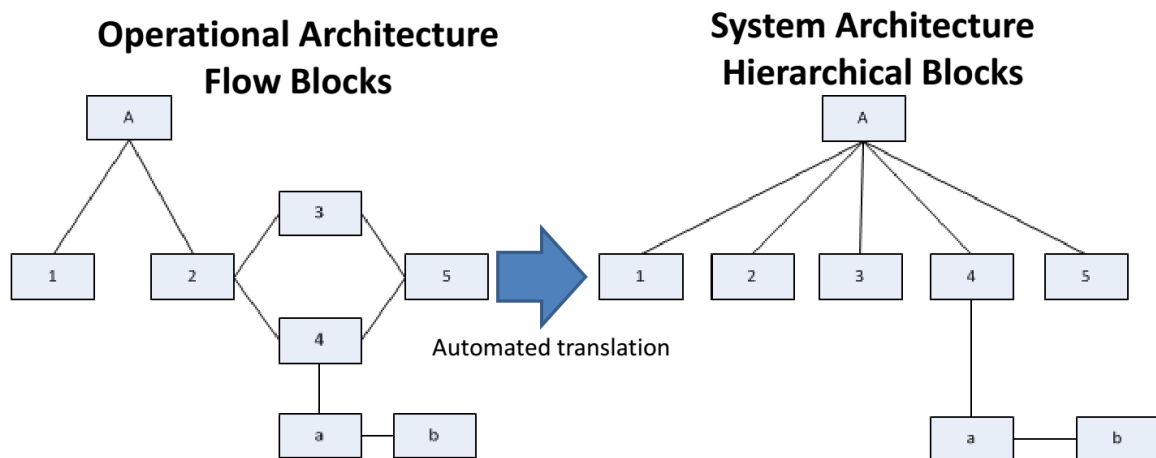 Operational Architecture
Flow Blocks
A
1
2
3
4
5
a
b
Automated translation
System Architecture
Hierarchical Blocks
A
1
2
3
4
5
a
b